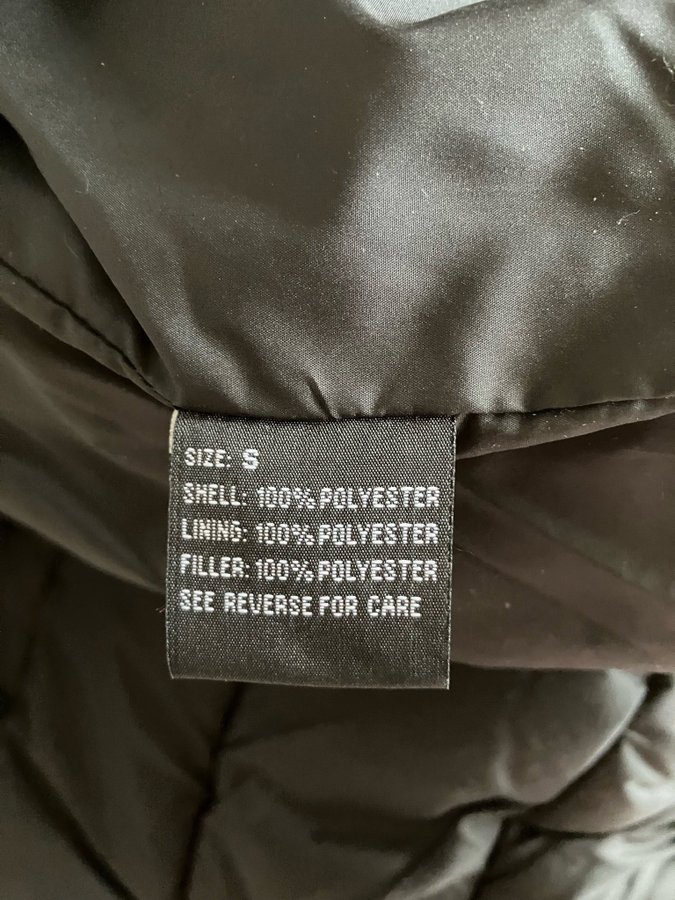 SIZE: S
SHELL: 100% POLYESTER
LINING: 100% POLYESTER
FILLER: 100% POLYESTER
SEE REVERSE FOR CARE